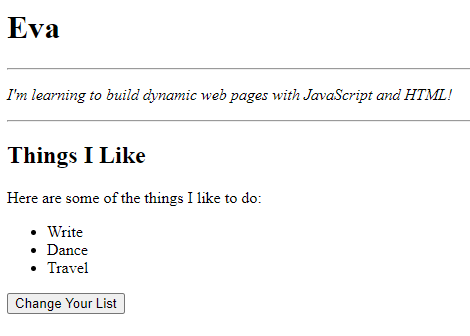 Eva
I'm learning to build dynamic web pages with JavaScript and HTML!
Things I Like
Here are some of the things I like to do:
Write
Dance
Travel
Change Your List